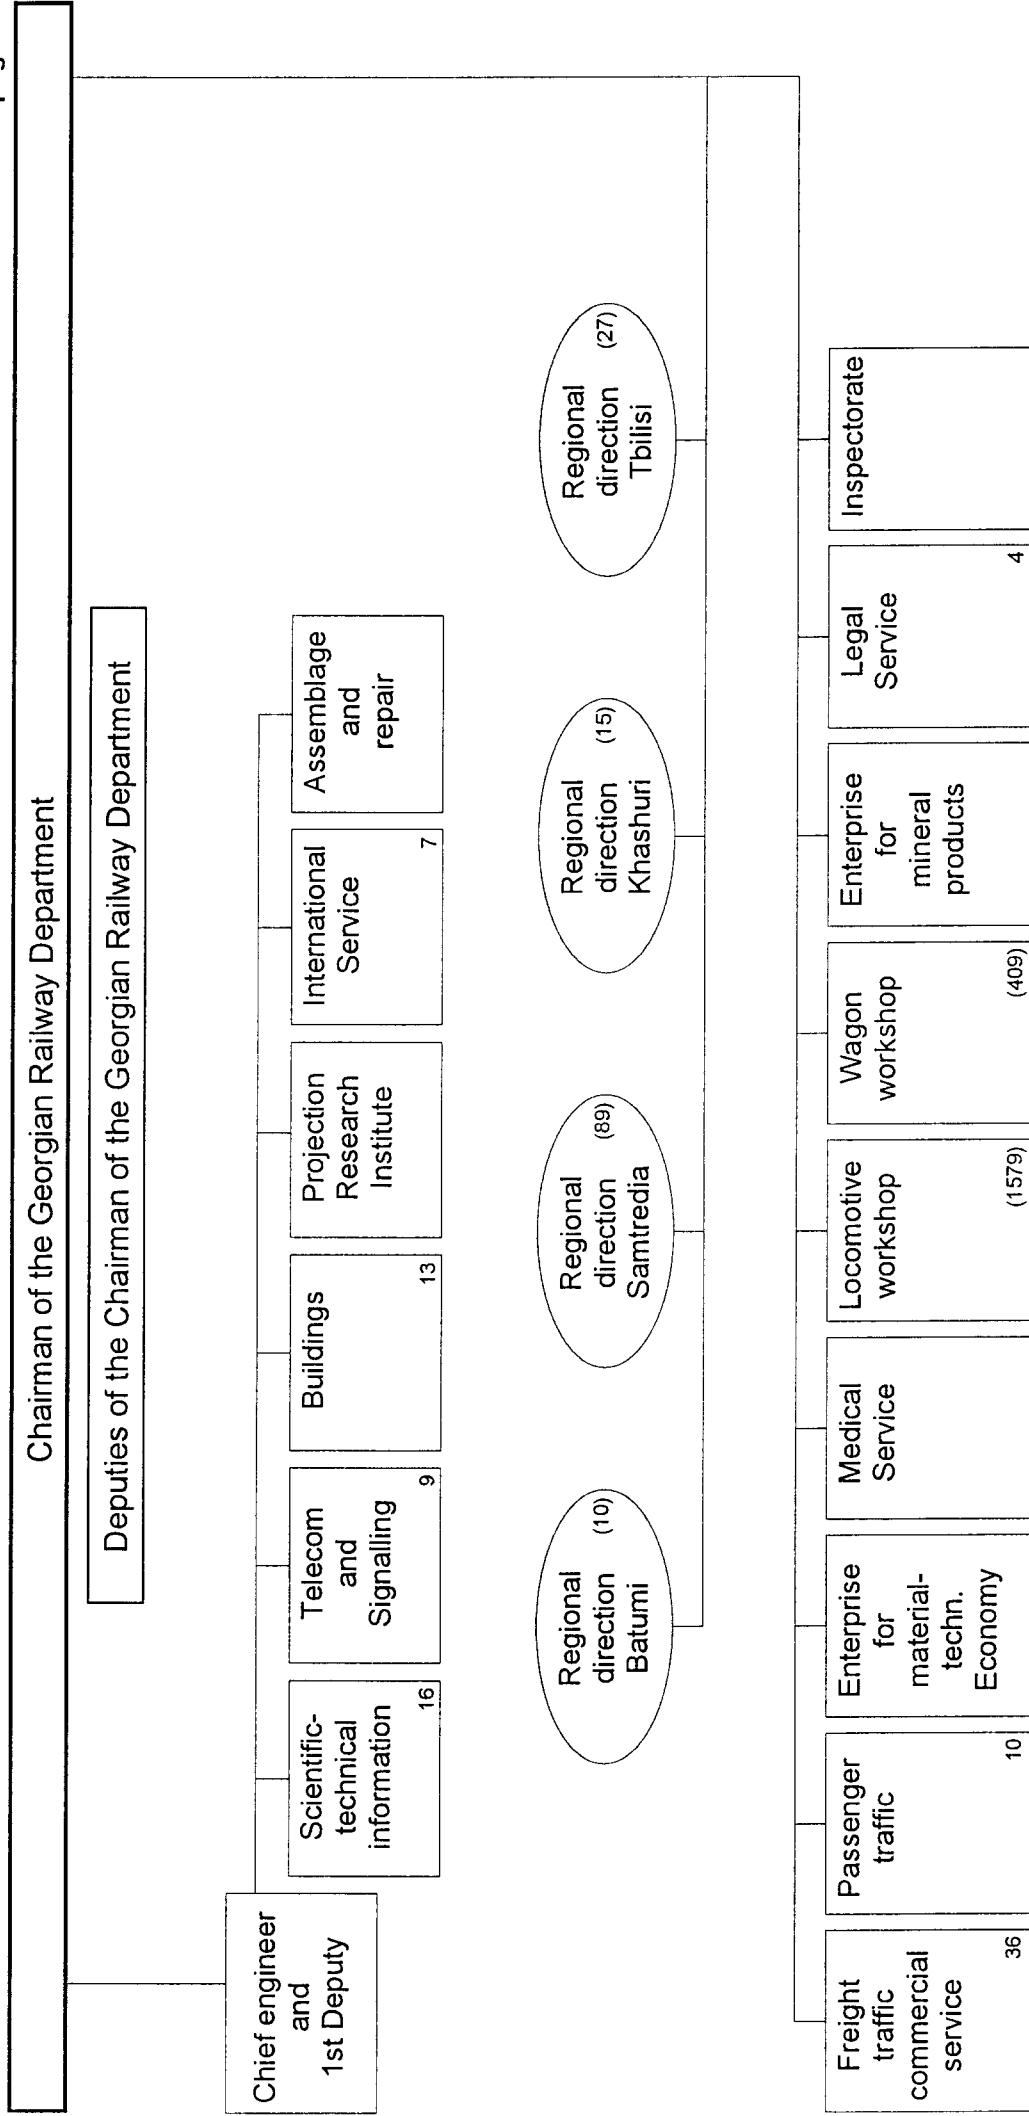 Chairman of the Georgian Railway Department
Deputies of the Chairman of the Georgian Railway Department
Chief engineer
and
1st Deputy
Scientific-
technical
information
16
Telecom
and
Signalling
9
Buildings
13
Projection
Research
Institute
International
Service
7
Assemblage
and
repair
Regional
direction
Batumi
(10)
Regional
direction
Samtredia
(89)
Regional
direction
Khashuri
(15)
Regional
direction
Tbilisi
(27)
Freight
traffic
commercial
service
36
Passenger
traffic
10
Enterprise
for
material-
techn.
Economy
Medical
Service
Locomotive
workshop
(1579)
Wagon
workshop
(409)
Enterprise
for
mineral
products
Legal
Service
4
Inspectorate